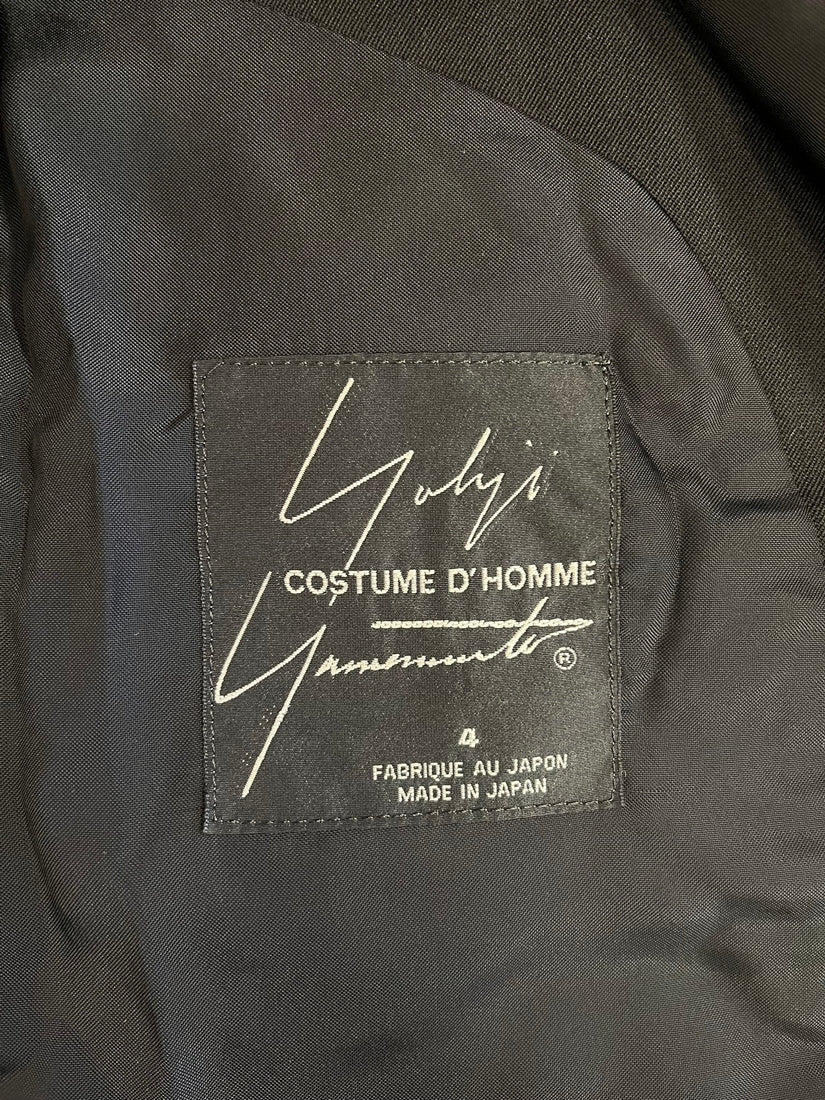 Yohji
COSTUME D'HOMME
Yamamoto ®
4
FABRIQUE AU JAPON
MADE IN JAPAN